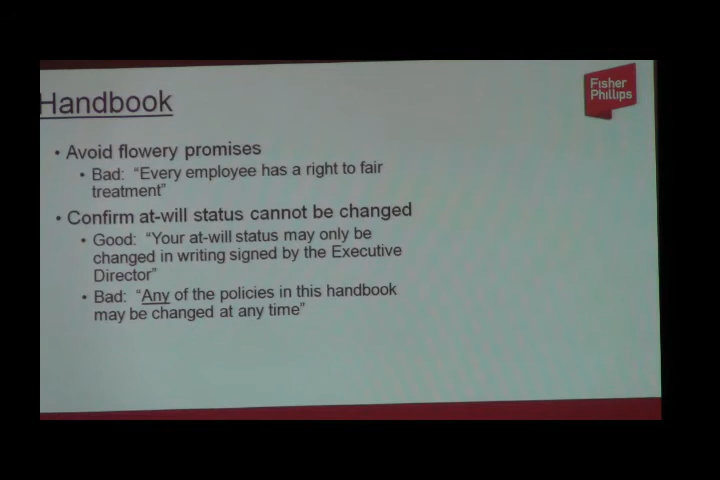 Handbook
Fisher
Phillips
• Avoid flowery promises
• Bad: “Every employee has a right to fair
treatment”
• Confirm at-will status cannot be changed
• Good: “Your at-will status may only be
changed in writing signed by the Executive
Director”
• Bad: “Any of the policies in this handbook
may be changed at any time”